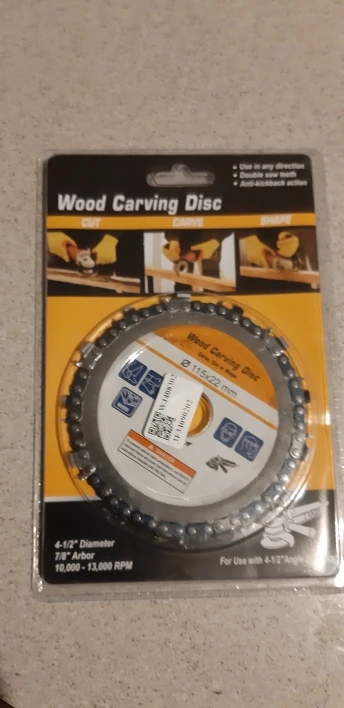 • Use in any direction
• Double saw teeth
• Anti-kickback action
Wood Carving Disc
CUT CARVE SHAPE
Wood Carving Disc
Ø 115x22 mm
4-1/2" Diameter
7/8" Arbor
10,000 - 13,000 RPM
For Use with 4-1/2" Angle